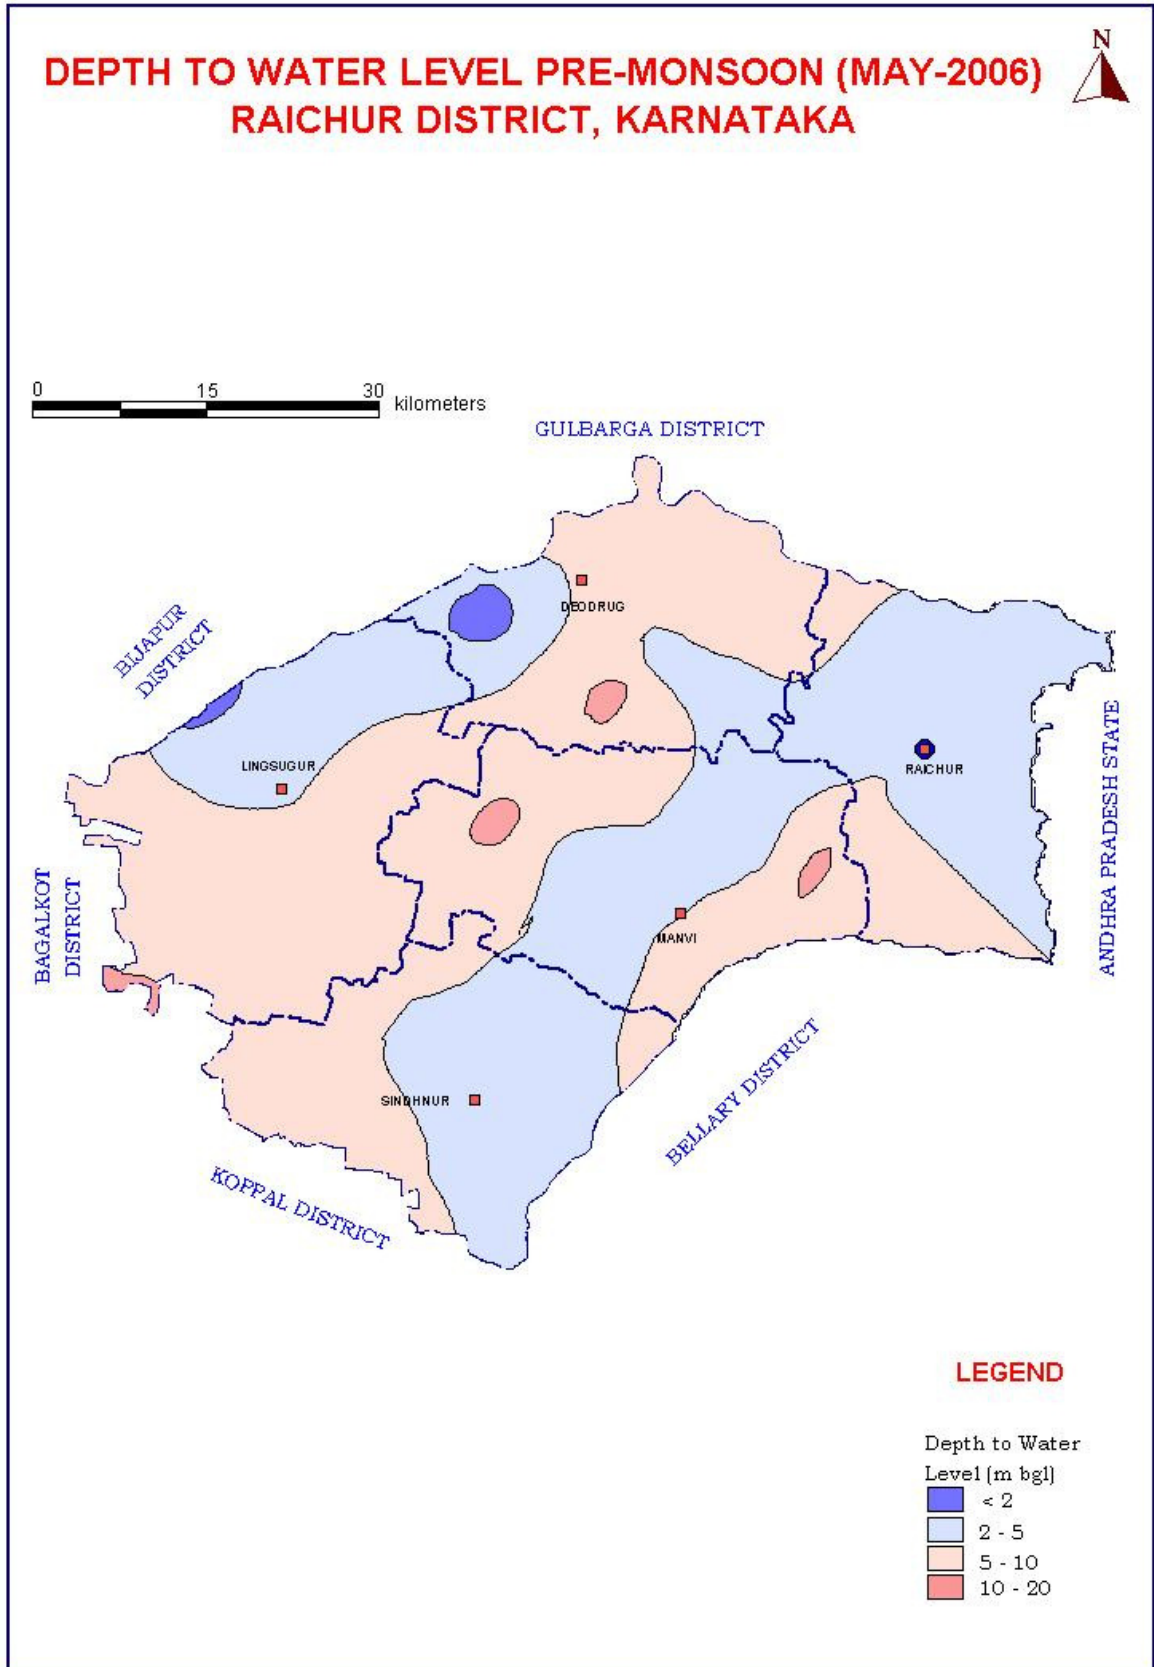 N
DEPTH TO WATER LEVEL PRE-MONSOON (MAY-2006)
RAICHUR DISTRICT, KARNATAKA
0 15 30
kilometers
GULBARGA DISTRICT
DEODRUG
BIJAPUR
DISTRICT
ANDHRA PRADESH STATE
LINGSUGUR
RAICHUR
BAGALKOT
DISTRICT
MANVI
BELLARY DISTRICT
SINDHNUR
KOPPAL DISTRICT
LEGEND
Depth to Water
Level (m bgl)
< 2
2 - 5
5 - 10
10 - 20